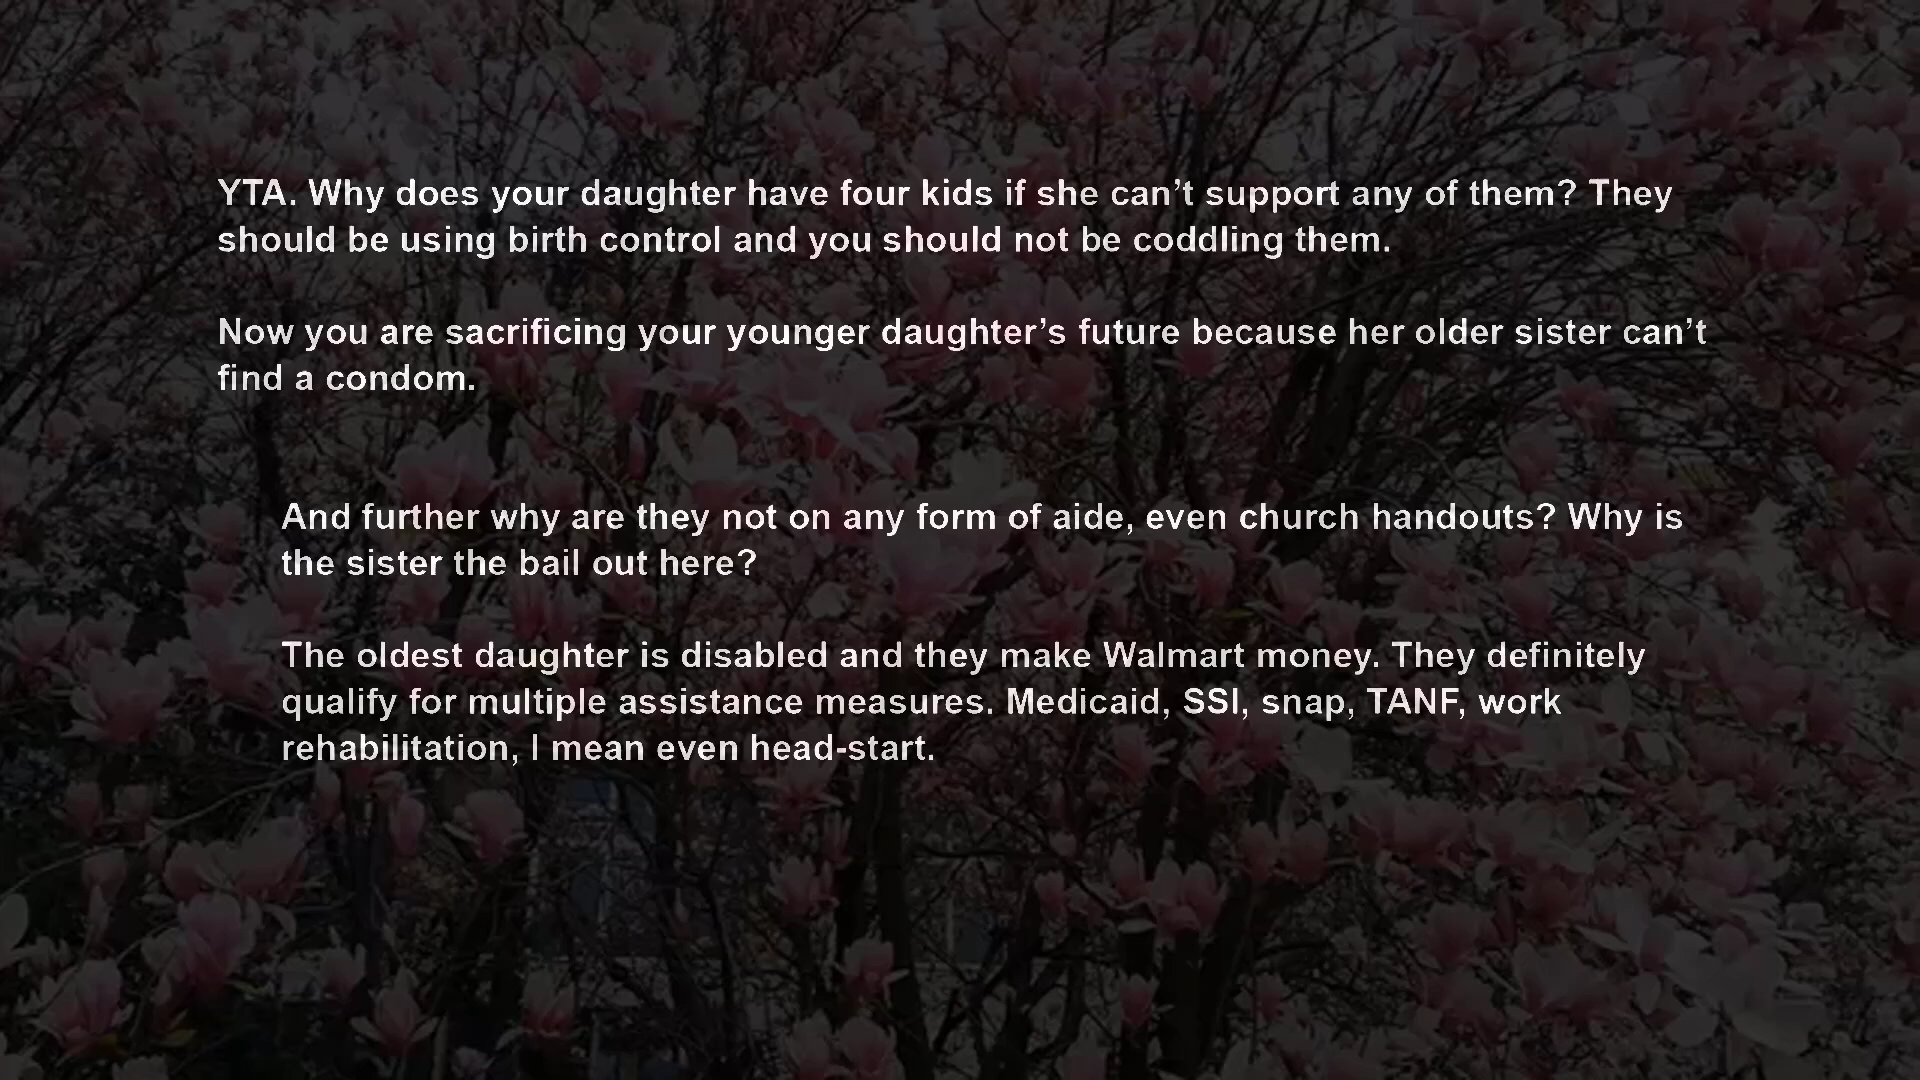 YTA. Why does your daughter have four kids if she can’t support any of them? They
should be using birth control and you should not be coddling them.
Now you are sacrificing your younger daughter’s future because her older sister can’t
find a condom.
And further why are they not on any form of aide, even church handouts? Why is
the sister the bail out here?
The oldest daughter is disabled and they make Walmart money. They definitely
qualify for multiple assistance measures. Medicaid, SSI, snap, TANF, work
rehabilitation, I mean even head-start.